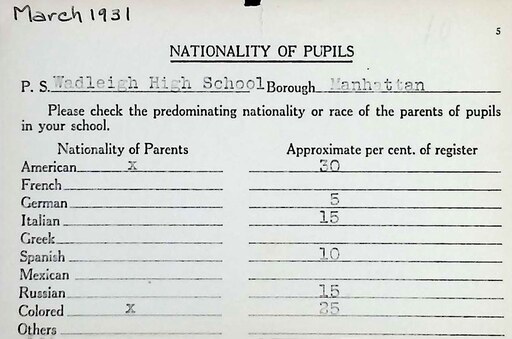 March 1931
5
NATIONALITY OF PUPILS
P. S. Wadleigh High School Borough Manhattan
Please check the predominating nationality or race of the parents of pupils
in your school.
Nationality of Parents Approximate per cent. of register
American X 30
French
German 5
Italian 15
Greek
Spanish 10
Mexican
Russian 15
Colored X 25
Others